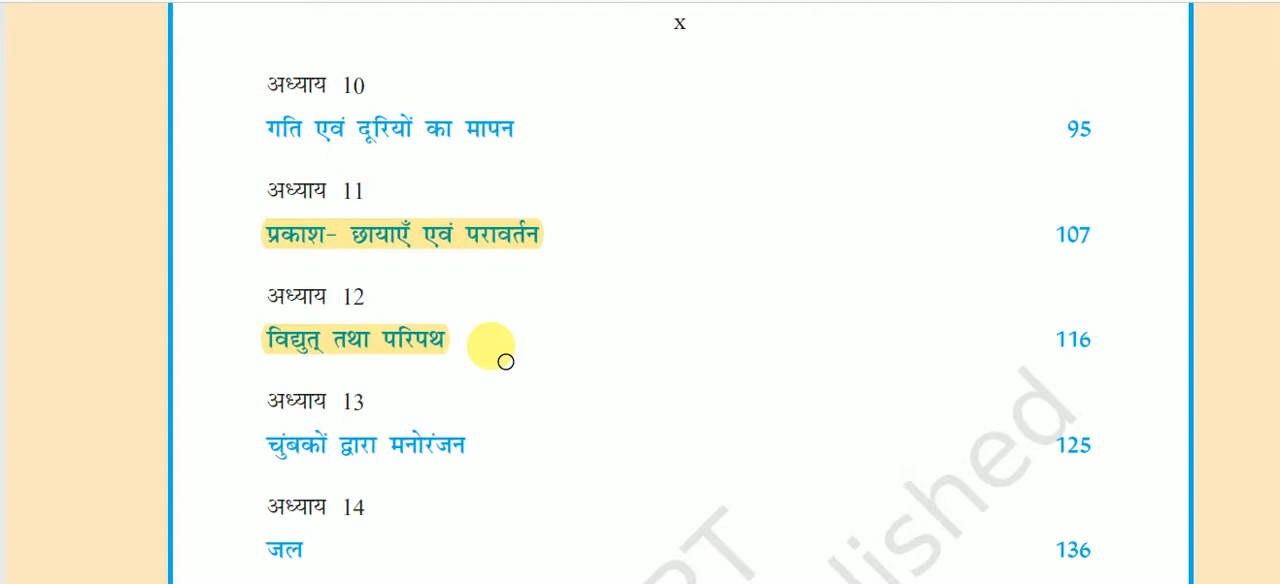 x
अध्याय 10
गति एवं दूरियों का मापन 95
अध्याय 11
प्रकाश- छायाएँ एवं परावर्तन 107
अध्याय 12
विद्युत् तथा परिपथ 116
अध्याय 13
चुंबकों द्वारा मनोरंजन 125
अध्याय 14
जल 136